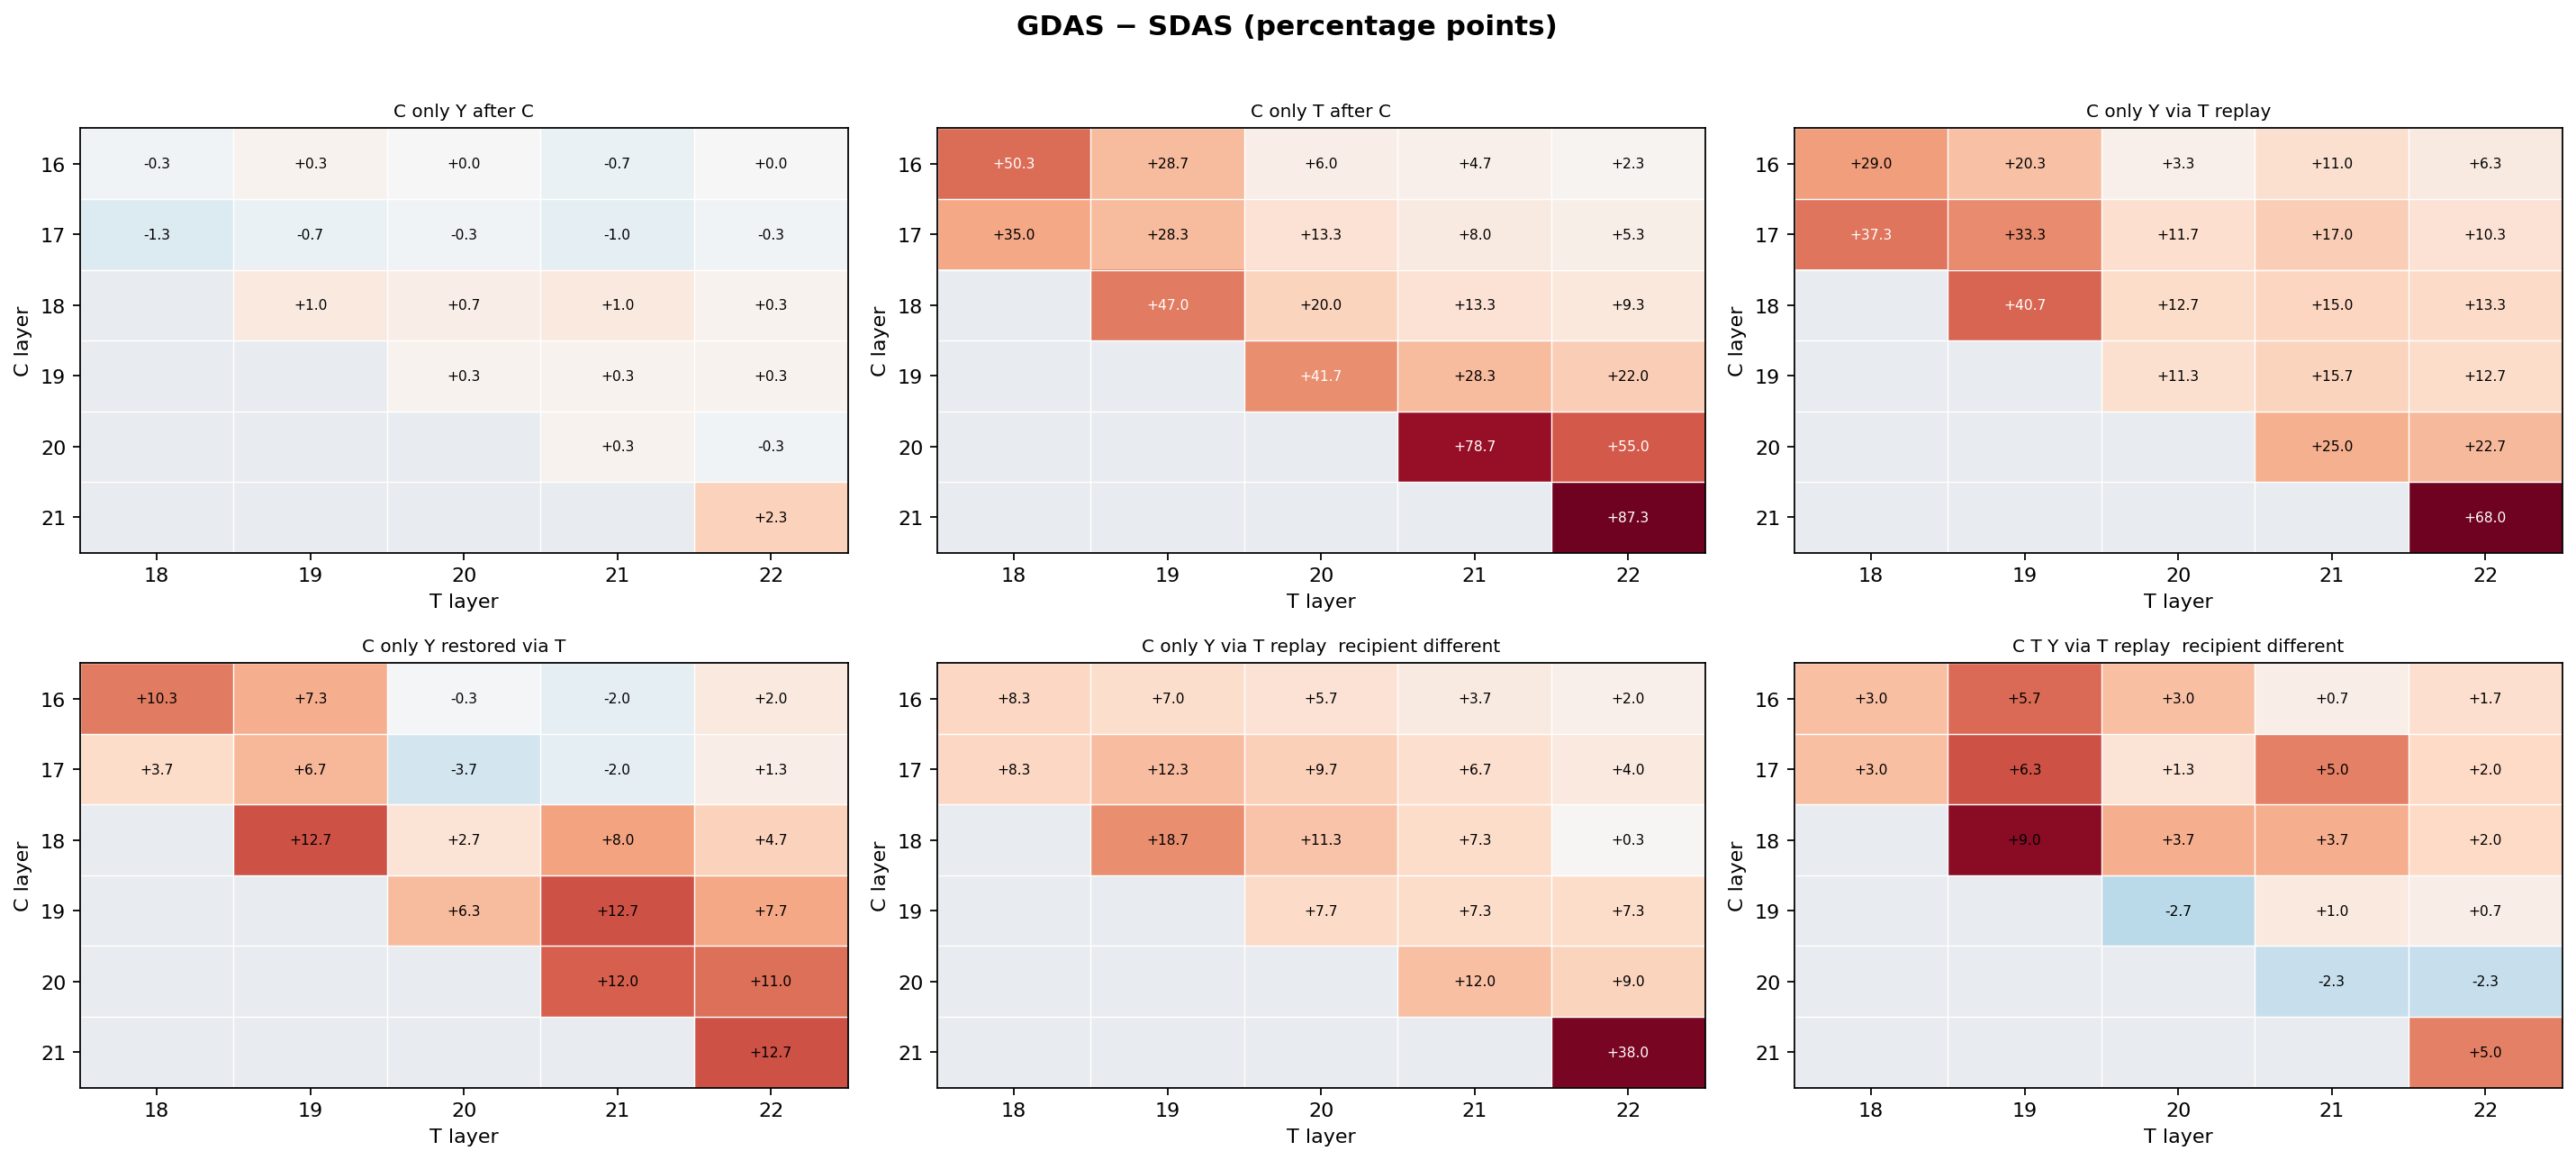 GDAS − SDAS (percentage points)
C only Y after C
C layer
16 -0.3 +0.3 +0.0 -0.7 +0.0
17 -1.3 -0.7 -0.3 -1.0 -0.3
18 +1.0 +0.7 +1.0 +0.3
19 +0.3 +0.3 +0.3
20 +0.3 -0.3
21 +2.3
18 19 20 21 22
T layer
C only T after C
C layer
16 +50.3 +28.7 +6.0 +4.7 +2.3
17 +35.0 +28.3 +13.3 +8.0 +5.3
18 +47.0 +20.0 +13.3 +9.3
19 +41.7 +28.3 +22.0
20 +78.7 +55.0
21 +87.3
18 19 20 21 22
T layer
C only Y via T replay
C layer
16 +29.0 +20.3 +3.3 +11.0 +6.3
17 +37.3 +33.3 +11.7 +17.0 +10.3
18 +40.7 +12.7 +15.0 +13.3
19 +11.3 +15.7 +12.7
20 +25.0 +22.7
21 +68.0
18 19 20 21 22
T layer
C only Y restored via T
C layer
16 +10.3 +7.3 -0.3 -2.0 +2.0
17 +3.7 +6.7 -3.7 -2.0 +1.3
18 +12.7 +2.7 +8.0 +4.7
19 +6.3 +12.7 +7.7
20 +12.0 +11.0
21 +12.7
18 19 20 21 22
T layer
C only Y via T replay  recipient different
C layer
16 +8.3 +7.0 +5.7 +3.7 +2.0
17 +8.3 +12.3 +9.7 +6.7 +4.0
18 +18.7 +11.3 +7.3 +0.3
19 +7.7 +7.3 +7.3
20 +12.0 +9.0
21 +38.0
18 19 20 21 22
T layer
C T Y via T replay  recipient different
C layer
16 +3.0 +5.7 +3.0 +0.7 +1.7
17 +3.0 +6.3 +1.3 +5.0 +2.0
18 +9.0 +3.7 +3.7 +2.0
19 -2.7 +1.0 +0.7
20 -2.3 -2.3
21 +5.0
18 19 20 21 22
T layer